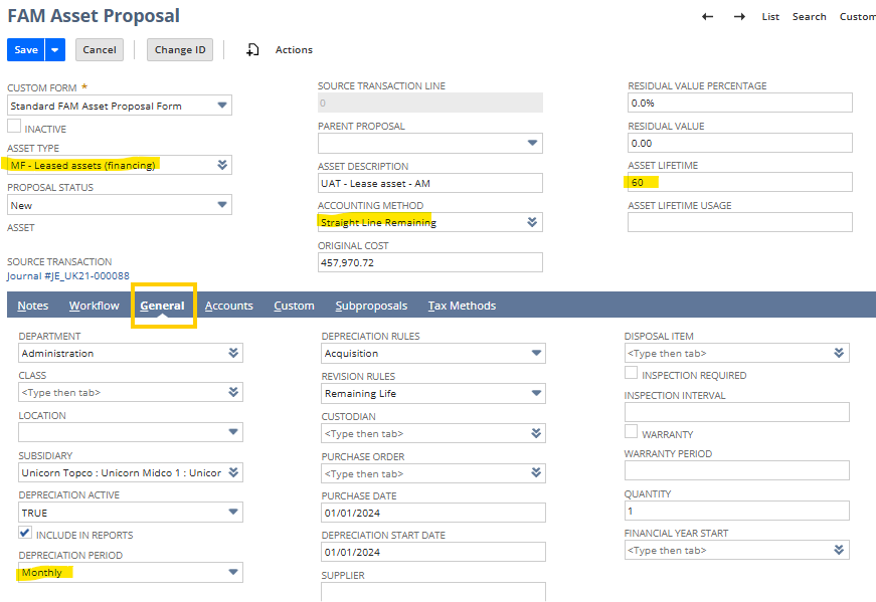 FAM Asset Proposal
List Search Custom
Save Cancel Change ID Actions
CUSTOM FORM *
Standard FAM Asset Proposal Form
INACTIVE
ASSET TYPE
MF - Leased assets (financing)
PROPOSAL STATUS
New
ASSET
SOURCE TRANSACTION
Journal #JE_UK21-000088
SOURCE TRANSACTION LINE
0
PARENT PROPOSAL
ASSET DESCRIPTION
UAT - Lease asset - AM
ACCOUNTING METHOD
Straight Line Remaining
ORIGINAL COST
457,970.72
RESIDUAL VALUE PERCENTAGE
0.0%
RESIDUAL VALUE
0.00
ASSET LIFETIME
60
ASSET LIFETIME USAGE
Notes Workflow General Accounts Custom Subproposals Tax Methods
DEPARTMENT
Administration
CLASS
<Type then tab>
LOCATION
SUBSIDIARY
Unicorn Topco : Unicorn Midco 1 : Unicor
DEPRECIATION ACTIVE
TRUE
INCLUDE IN REPORTS
DEPRECIATION PERIOD
Monthly
DEPRECIATION RULES
Acquisition
REVISION RULES
Remaining Life
CUSTODIAN
<Type then tab>
PURCHASE ORDER
<Type then tab>
PURCHASE DATE
01/01/2024
DEPRECIATION START DATE
01/01/2024
SUPPLIER
DISPOSAL ITEM
<Type then tab>
INSPECTION REQUIRED
INSPECTION INTERVAL
WARRANTY
WARRANTY PERIOD
QUANTITY
1
FINANCIAL YEAR START
<Type then tab>